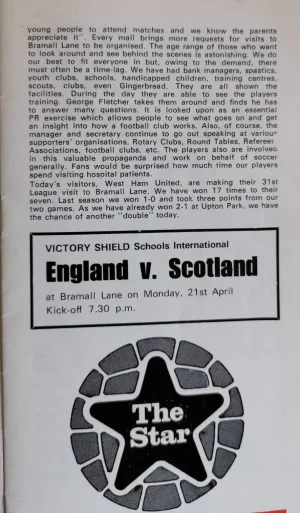 young people to attend matches and we know the parents
appreciate it". Every mail brings more requests for visits to
Bramall Lane to be organised. The age range of those who want
to look around and see behind the scenes is astonishing. We do
our best to fit everyone in but, owing to the demand, there
must often be a time-lag. We have had bank managers, spastics,
youth clubs, schools, handicapped children, training centres,
scouts, clubs, even Gingerbread. They are all shown the
facilities. During the day they are able to see the players
training. George Fletcher takes them around and finds he has
to answer many questions. It is looked upon as an essential
PR exercise which allows people to see what goes on and get
an insight into how a football club works. Also, of course, the
manager and secretary continue to go out speaking at various
supporters' organisations, Rotary Clubs, Round Tables, Referee
Associations, football clubs, etc. The players also are involved
in this valuable propaganda and work on behalf of soccer
generally. Fans would be surprised how much time our players
spend visiting hospital patients.
Today's visitors, West Ham United, are making their 31st
League visit to Bramall Lane. We have won 17 times to their
seven. Last season we won 1-0 and took three points from our
two games. As we have already won 2-1 at Upton Park, we have
the chance of another "double" today.
VICTORY SHIELD Schools International
England v. Scotland
at Bramall Lane on Monday, 21st April
Kick-off 7.30 p.m.
The
Star